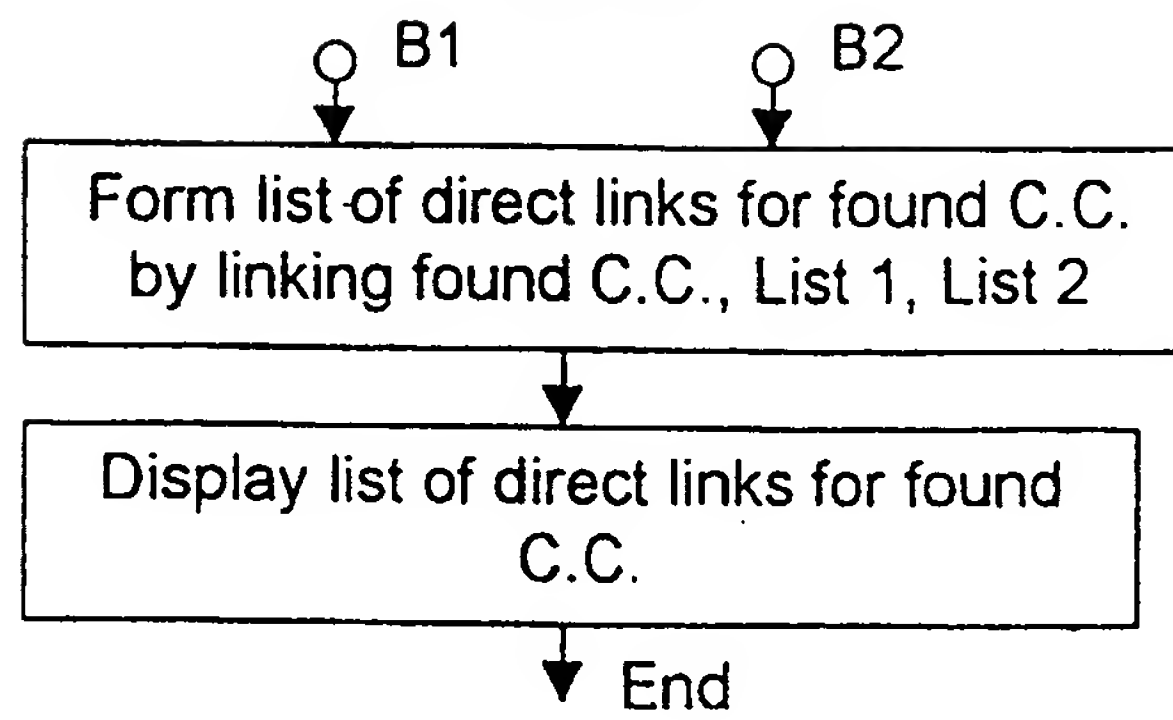 B1
B2
Form list of direct links for found C.C.
by linking found C.C., List 1, List 2
Display list of direct links for found
C.C.
End